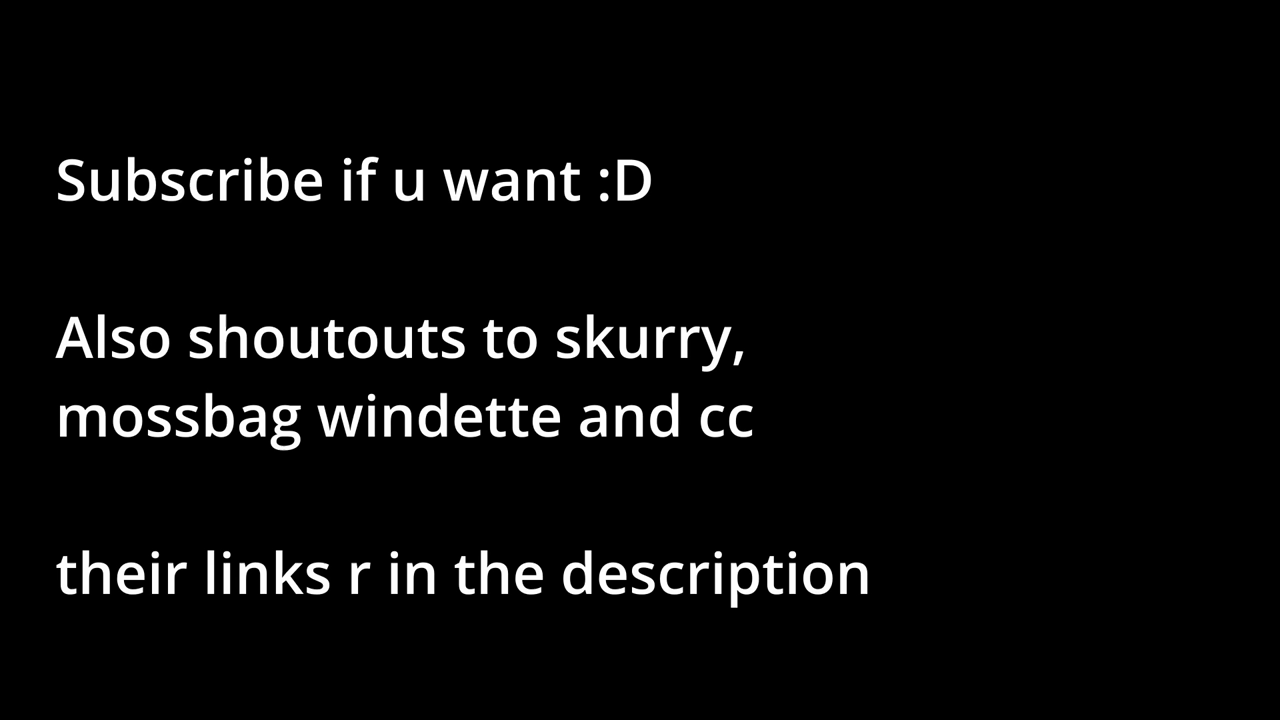 Subscribe if u want :D
Also shoutouts to skurry,
mossbag windette and cc
their links r in the description